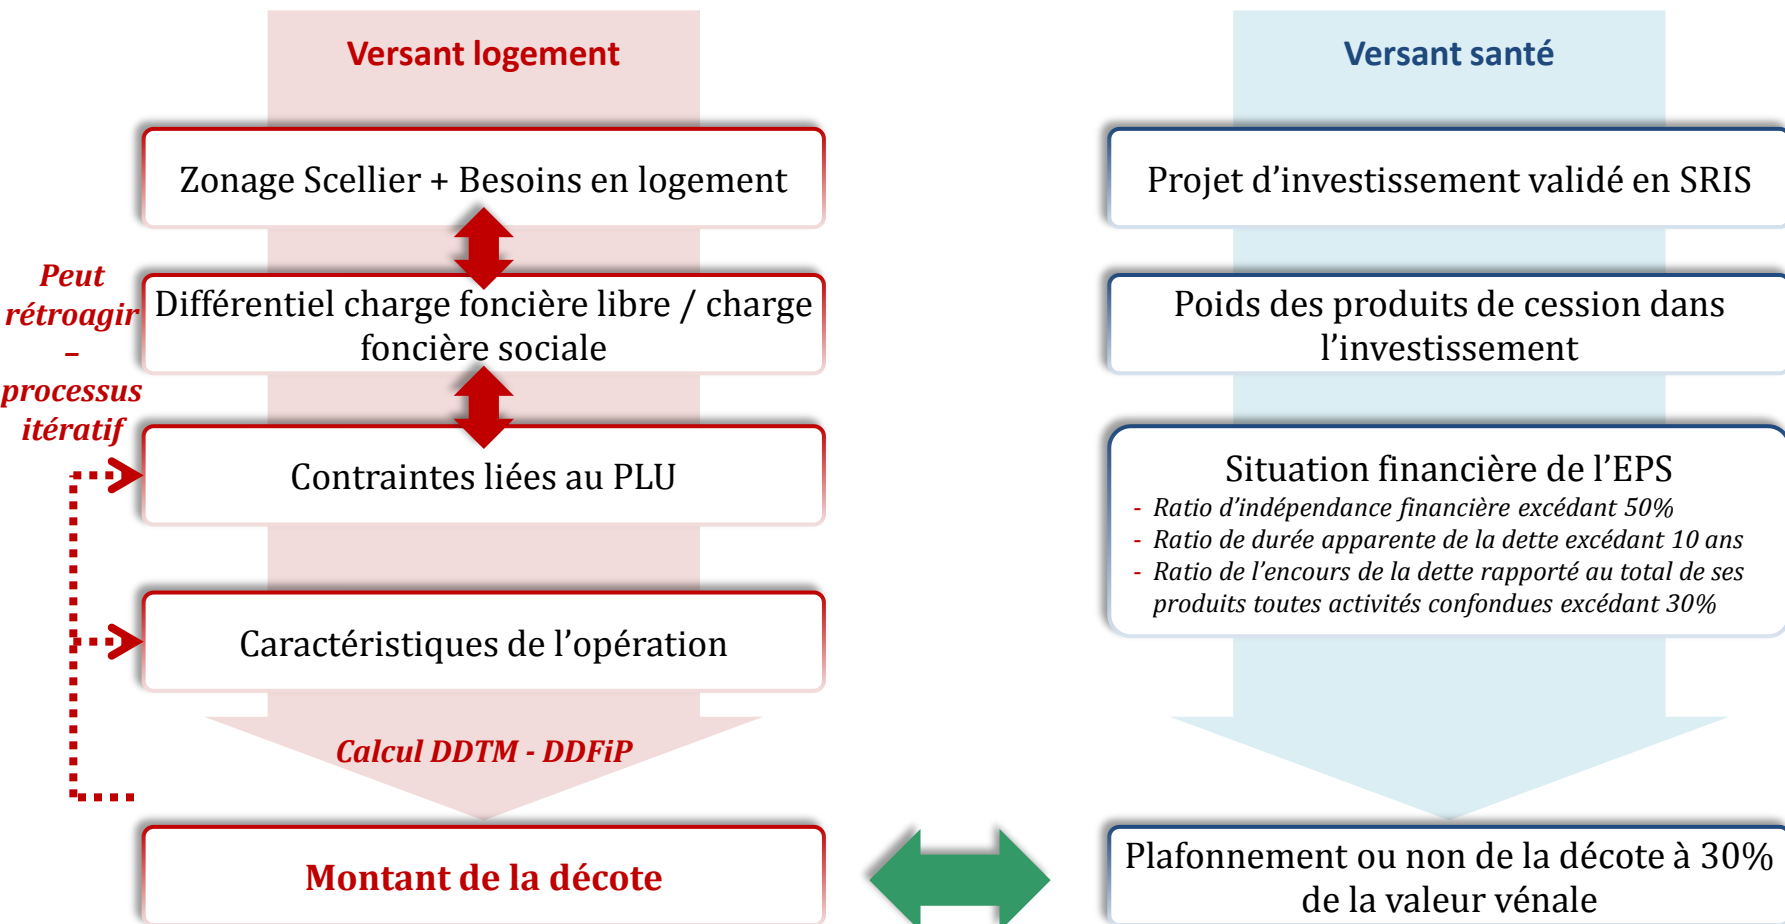 Versant logement
Zonage Scellier + Besoins en logement
Peut
rétroagir
–
processus
itératif
Différentiel charge foncière libre / charge
foncière sociale
Contraintes liées au PLU
Caractéristiques de l’opération
Calcul DDTM - DDFiP
Montant de la décote
Versant santé
Projet d’investissement validé en SRIS
Poids des produits de cession dans
l’investissement
Situation financière de l’EPS
- Ratio d’indépendance financière excédant 50%
- Ratio de durée apparente de la dette excédant 10 ans
- Ratio de l’encours de la dette rapporté au total de ses
produits toutes activités confondues excédant 30%
Plafonnement ou non de la décote à 30%
de la valeur vénale